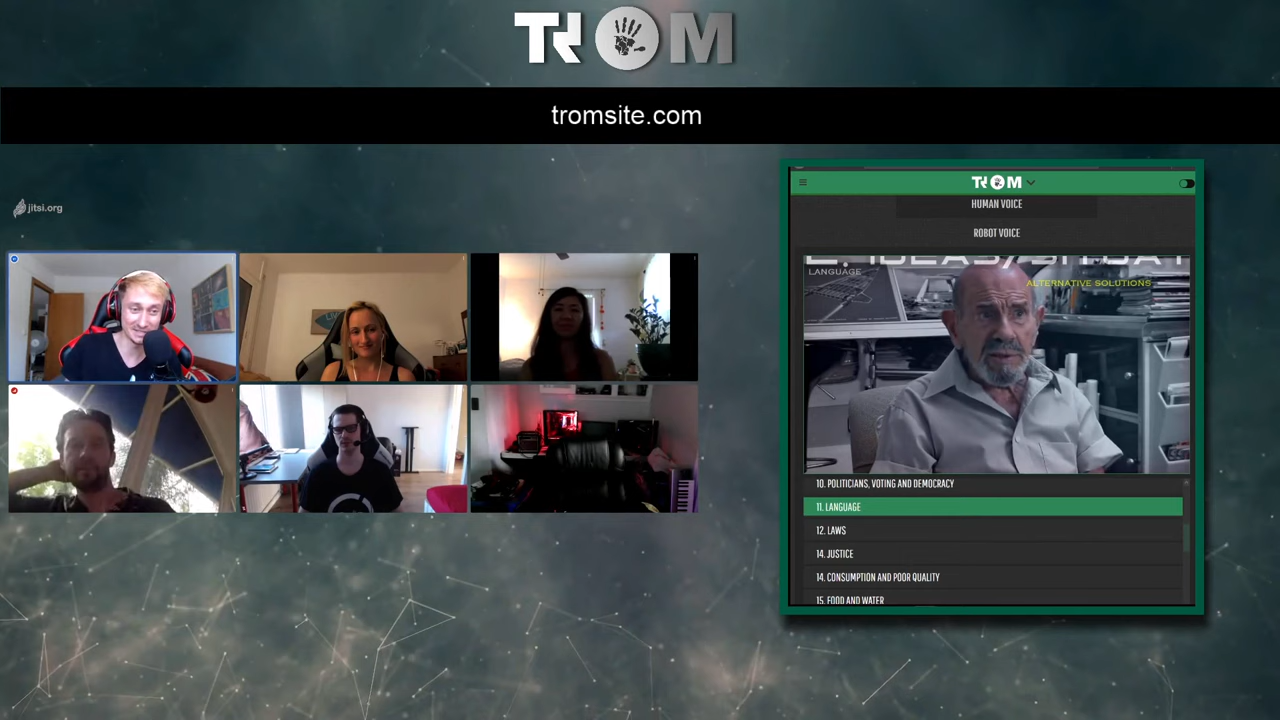 TROM
tromsite.com
jitsi.org
TROM
HUMAN VOICE
ROBOT VOICE
LANGUAGE
ALTERNATIVE SOLUTIONS
10. POLITICIANS, VOTING AND DEMOCRACY
11. LANGUAGE
12. LAWS
14. JUSTICE
14. CONSUMPTION AND POOR QUALITY
15. FOOD AND WATER